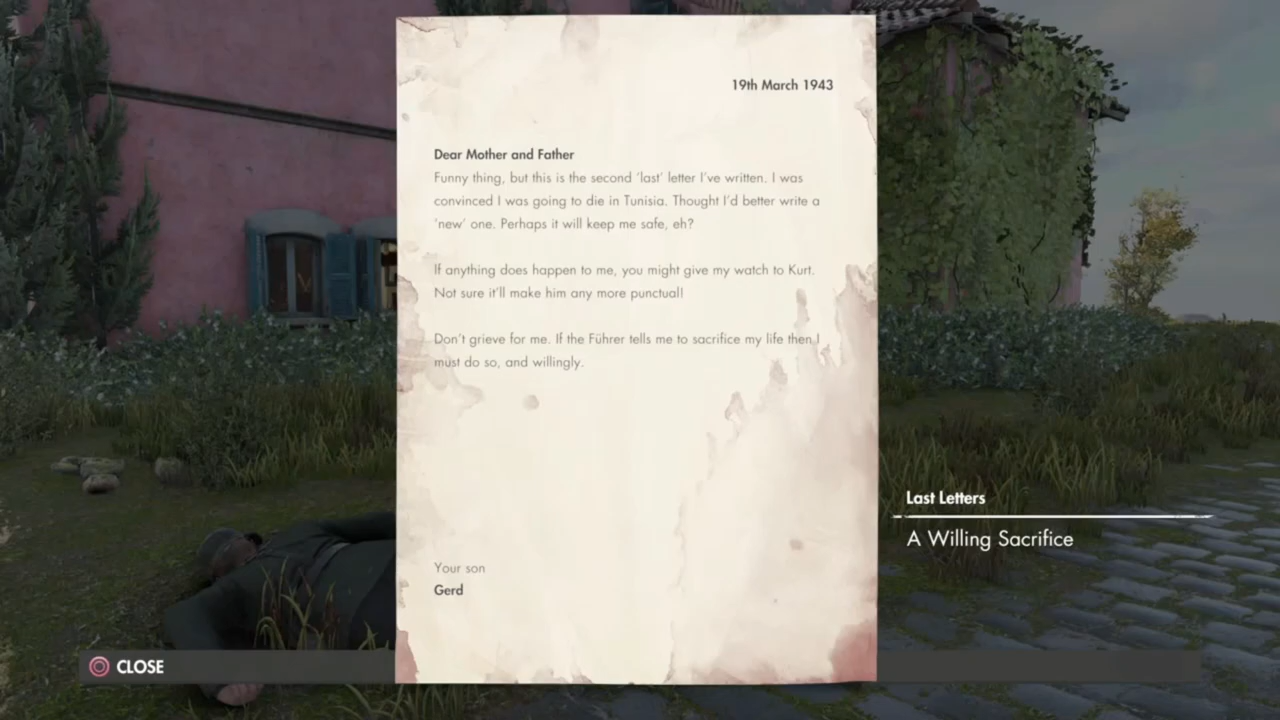 19th March 1943
Dear Mother and Father
Funny thing, but this is the second ‘last’ letter I’ve written. I was
convinced I was going to die in Tunisia. Thought I’d better write a
‘new’ one. Perhaps it will keep me safe, eh?
If anything does happen to me, you might give my watch to Kurt.
Not sure it’ll make him any more punctual!
Don’t grieve for me. If the Führer tells me to sacrifice my life then I
must do so, and willingly.
Your son
Gerd
Last Letters
A Willing Sacrifice
CLOSE